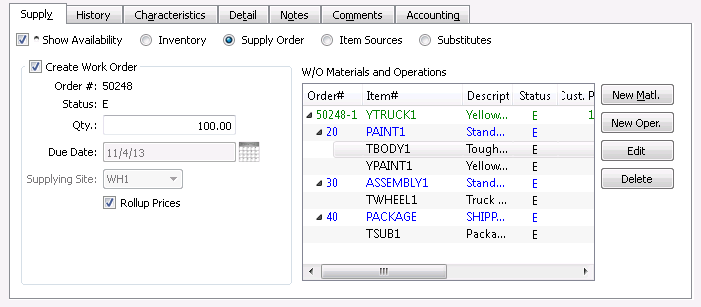 Supply History Characteristics Detail Notes Comments Accounting
^ Show Availability Inventory Supply Order Item Sources Substitutes
Create Work Order
Order #: 50248
Status: E
Qty.: 100.00
Due Date: 11/4/13
Supplying Site: WH1
Rollup Prices
W/O Materials and Operations
Order# Item# Descript Status Cust. P
50248-1 YTRUCK1 Yellow... E 1
20 PAINT1 Stand... E
TBODY1 Tough... E
YPAINT1 Yellow... E
30 ASSEMBLY1 Stand... E
TWHEEL1 Truck ... E
40 PACKAGE SHIPP... E
TSUB1 Packa... E
New Matl.
New Oper.
Edit
Delete